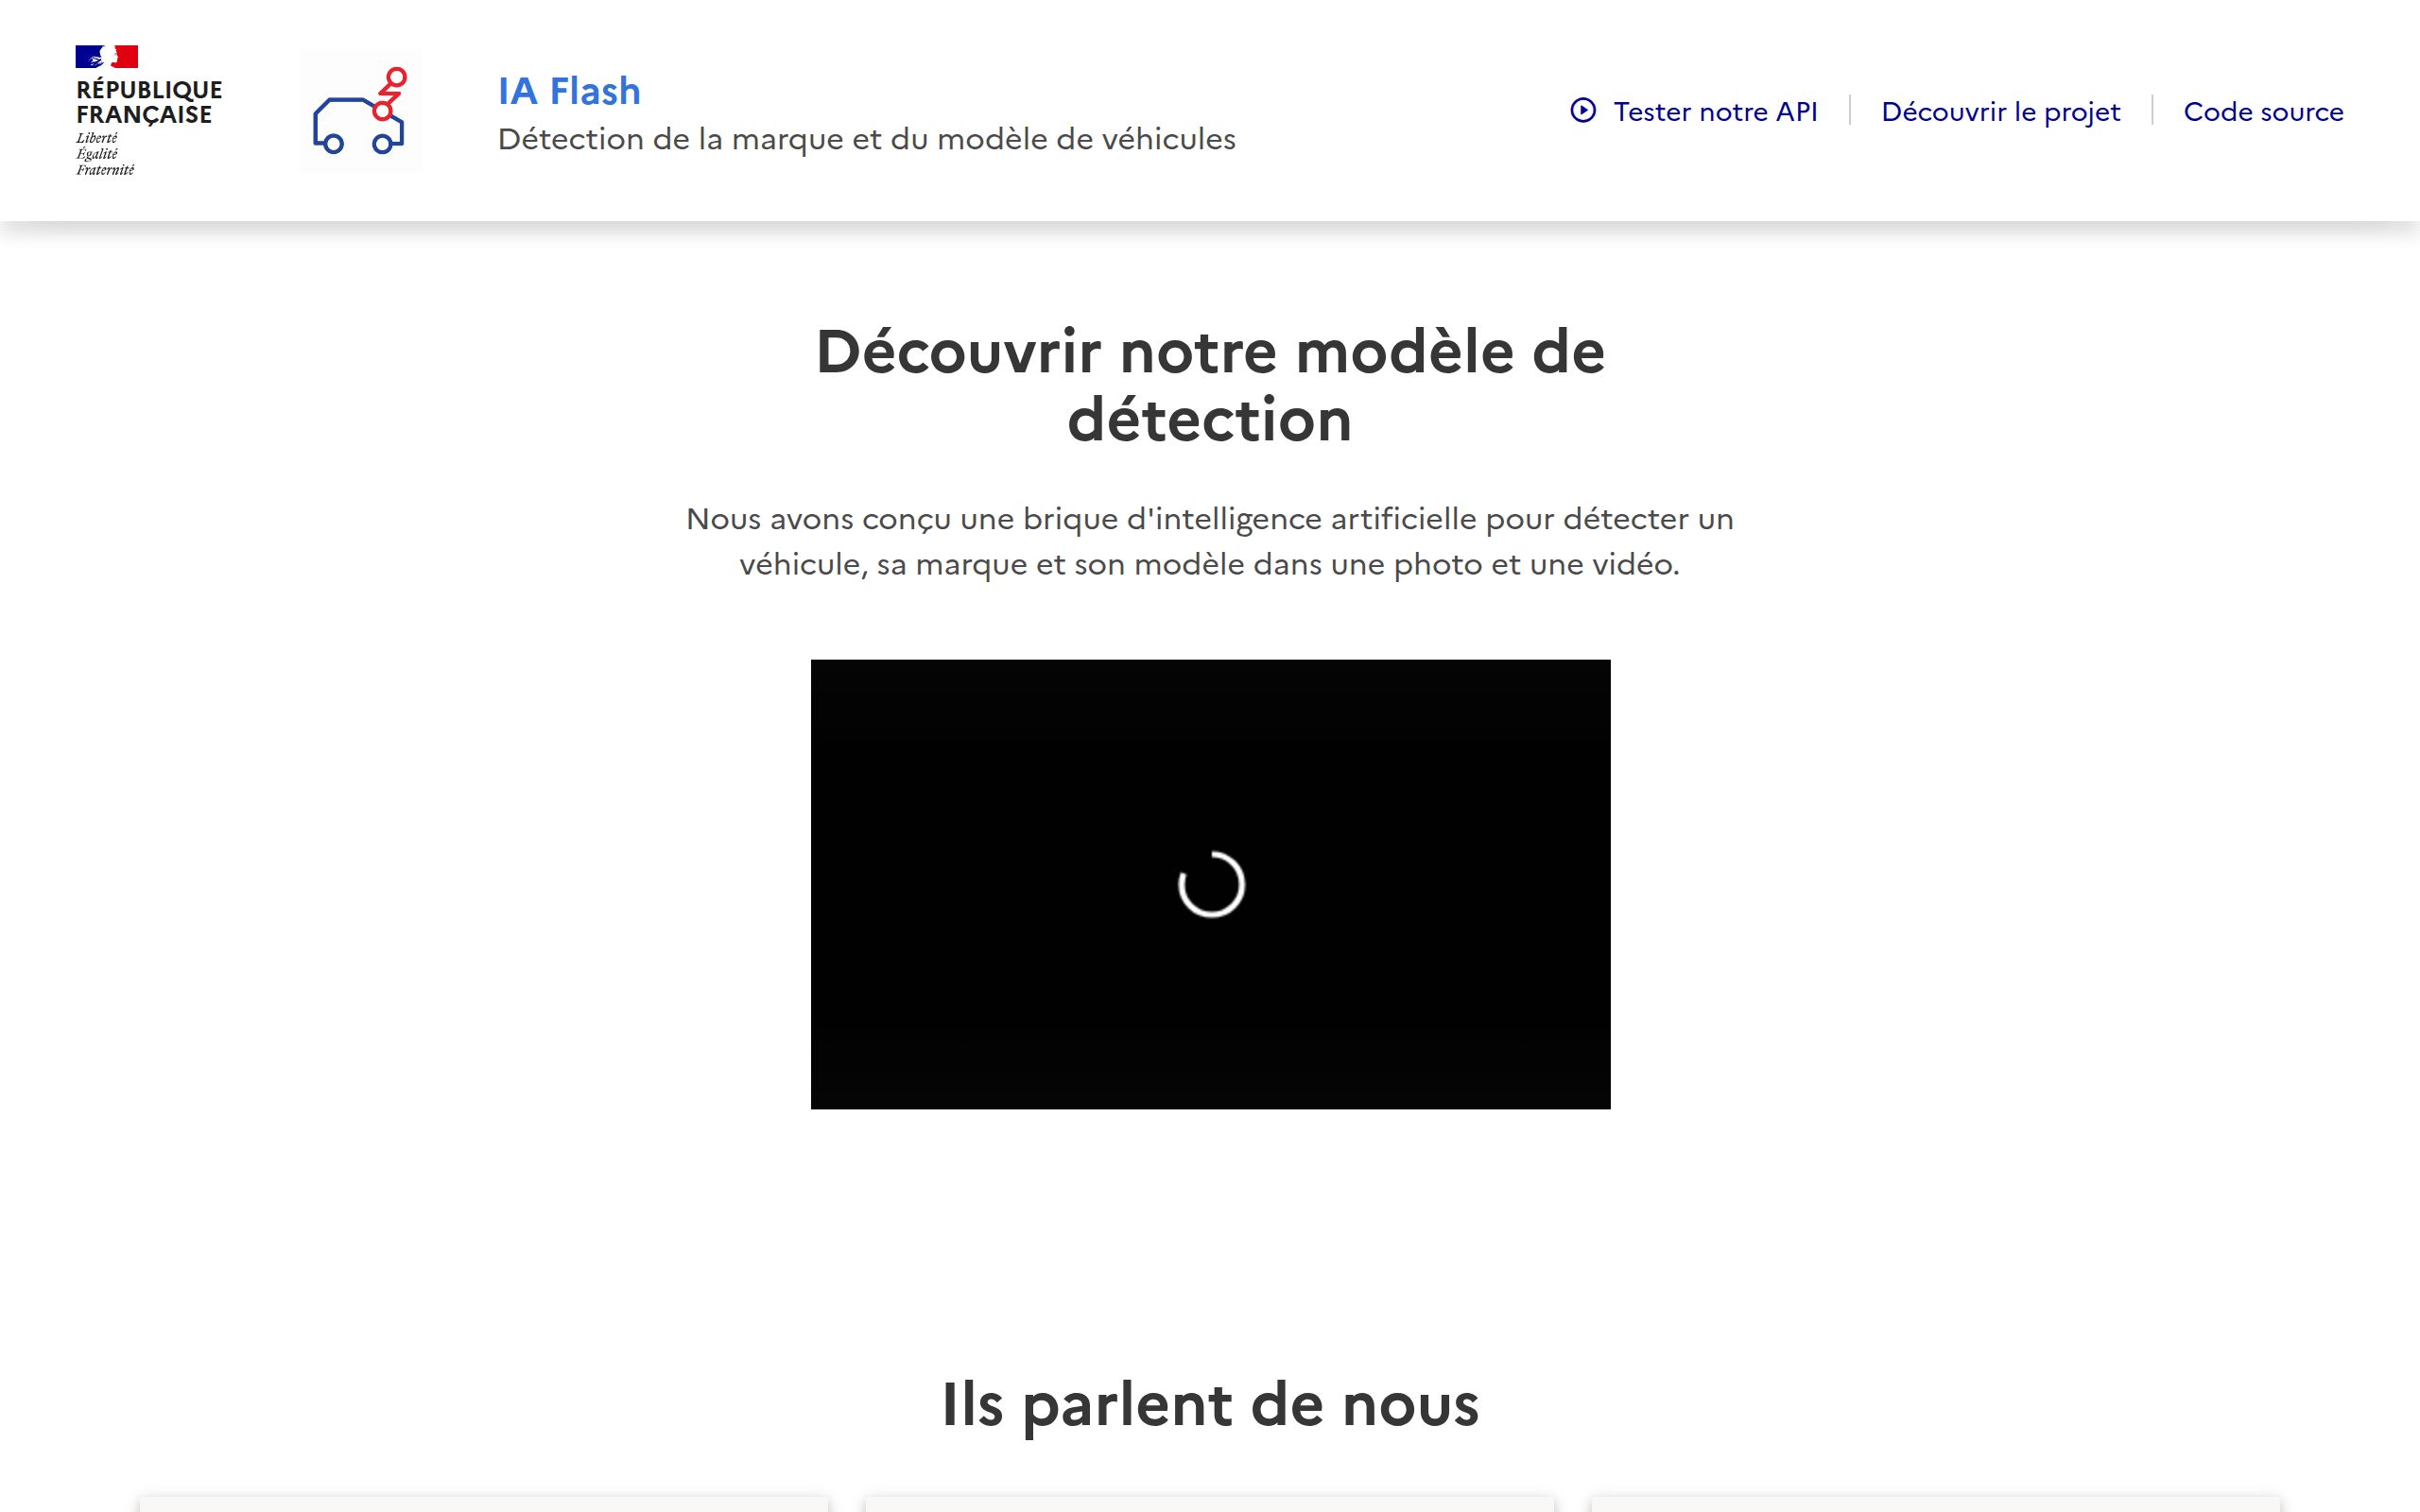 RÉPUBLIQUE
FRANÇAISE
Liberté
Égalité
Fraternité
IA Flash
Détection de la marque et du modèle de véhicules
Tester notre API
Découvrir le projet
Code source
Découvrir notre modèle de
détection
Nous avons conçu une brique d'intelligence artificielle pour détecter un
véhicule, sa marque et son modèle dans une photo et une vidéo.
Ils parlent de nous